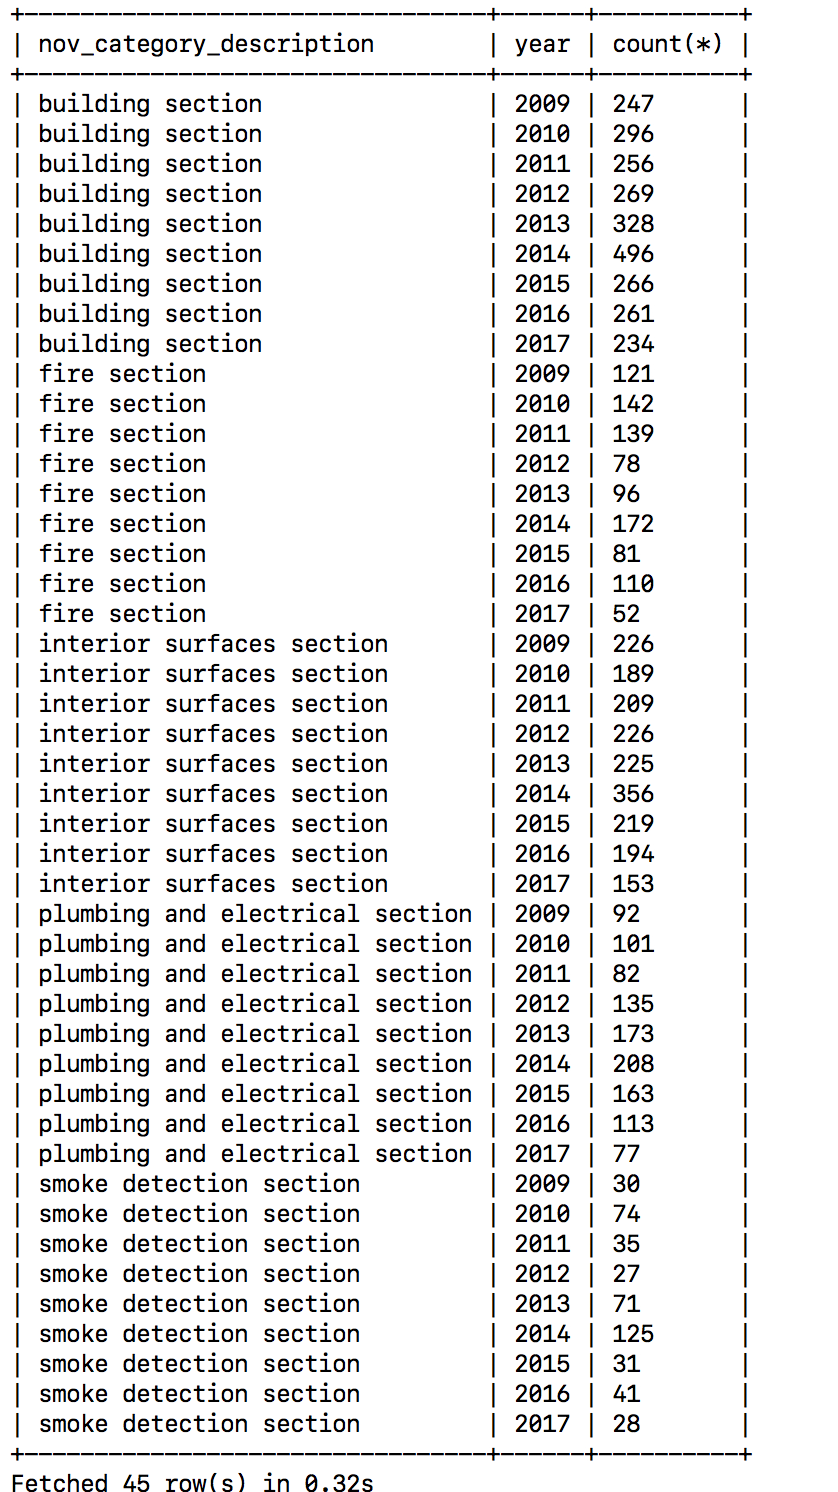 +---------------------------------+------+----------+
| nov_category_description        | year | count(*) |
+---------------------------------+------+----------+
| building section                | 2009 | 247      |
| building section                | 2010 | 296      |
| building section                | 2011 | 256      |
| building section                | 2012 | 269      |
| building section                | 2013 | 328      |
| building section                | 2014 | 496      |
| building section                | 2015 | 266      |
| building section                | 2016 | 261      |
| building section                | 2017 | 234      |
| fire section                    | 2009 | 121      |
| fire section                    | 2010 | 142      |
| fire section                    | 2011 | 139      |
| fire section                    | 2012 | 78       |
| fire section                    | 2013 | 96       |
| fire section                    | 2014 | 172      |
| fire section                    | 2015 | 81       |
| fire section                    | 2016 | 110      |
| fire section                    | 2017 | 52       |
| interior surfaces section       | 2009 | 226      |
| interior surfaces section       | 2010 | 189      |
| interior surfaces section       | 2011 | 209      |
| interior surfaces section       | 2012 | 226      |
| interior surfaces section       | 2013 | 225      |
| interior surfaces section       | 2014 | 356      |
| interior surfaces section       | 2015 | 219      |
| interior surfaces section       | 2016 | 194      |
| interior surfaces section       | 2017 | 153      |
| plumbing and electrical section | 2009 | 92       |
| plumbing and electrical section | 2010 | 101      |
| plumbing and electrical section | 2011 | 82       |
| plumbing and electrical section | 2012 | 135      |
| plumbing and electrical section | 2013 | 173      |
| plumbing and electrical section | 2014 | 208      |
| plumbing and electrical section | 2015 | 163      |
| plumbing and electrical section | 2016 | 113      |
| plumbing and electrical section | 2017 | 77       |
| smoke detection section         | 2009 | 30       |
| smoke detection section         | 2010 | 74       |
| smoke detection section         | 2011 | 35       |
| smoke detection section         | 2012 | 27       |
| smoke detection section         | 2013 | 71       |
| smoke detection section         | 2014 | 125      |
| smoke detection section         | 2015 | 31       |
| smoke detection section         | 2016 | 41       |
| smoke detection section         | 2017 | 28       |
+---------------------------------+------+----------+
Fetched 45 row(s) in 0.32s